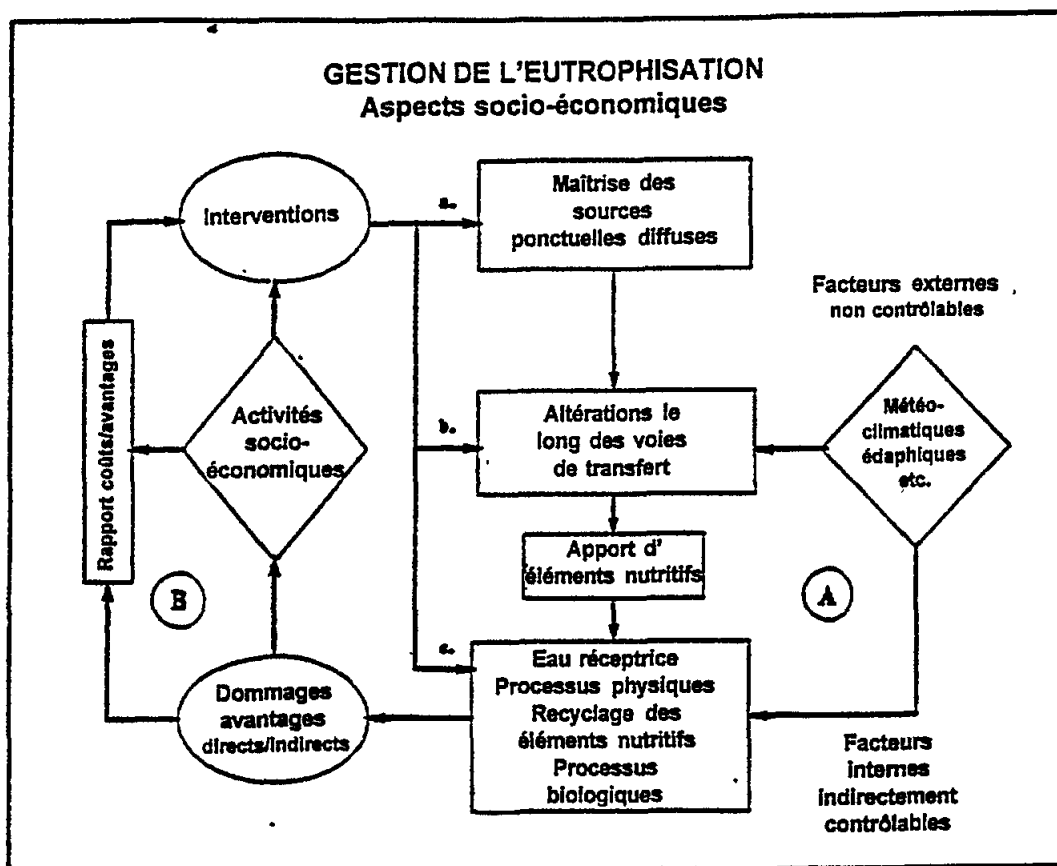 GESTION DE L'EUTROPHISATION
Aspects socio-économiques
Interventions
a.
Maîtrise des
sources
ponctuelles diffuses
Facteurs externes
non contrôlables
Rapport coûts/avantages
Activités
socio-
économiques
b.
Altérations le
long des voies
de transfert
Météo-
climatiques
édaphiques
etc.
Apport d'
éléments nutritifs
B
A
c.
Eau réceptrice
Processus physiques
Recyclage des
éléments nutritifs
Processus
biologiques
Dommages
avantages
directs/indirects
Facteurs
internes
indirectement
contrôlables